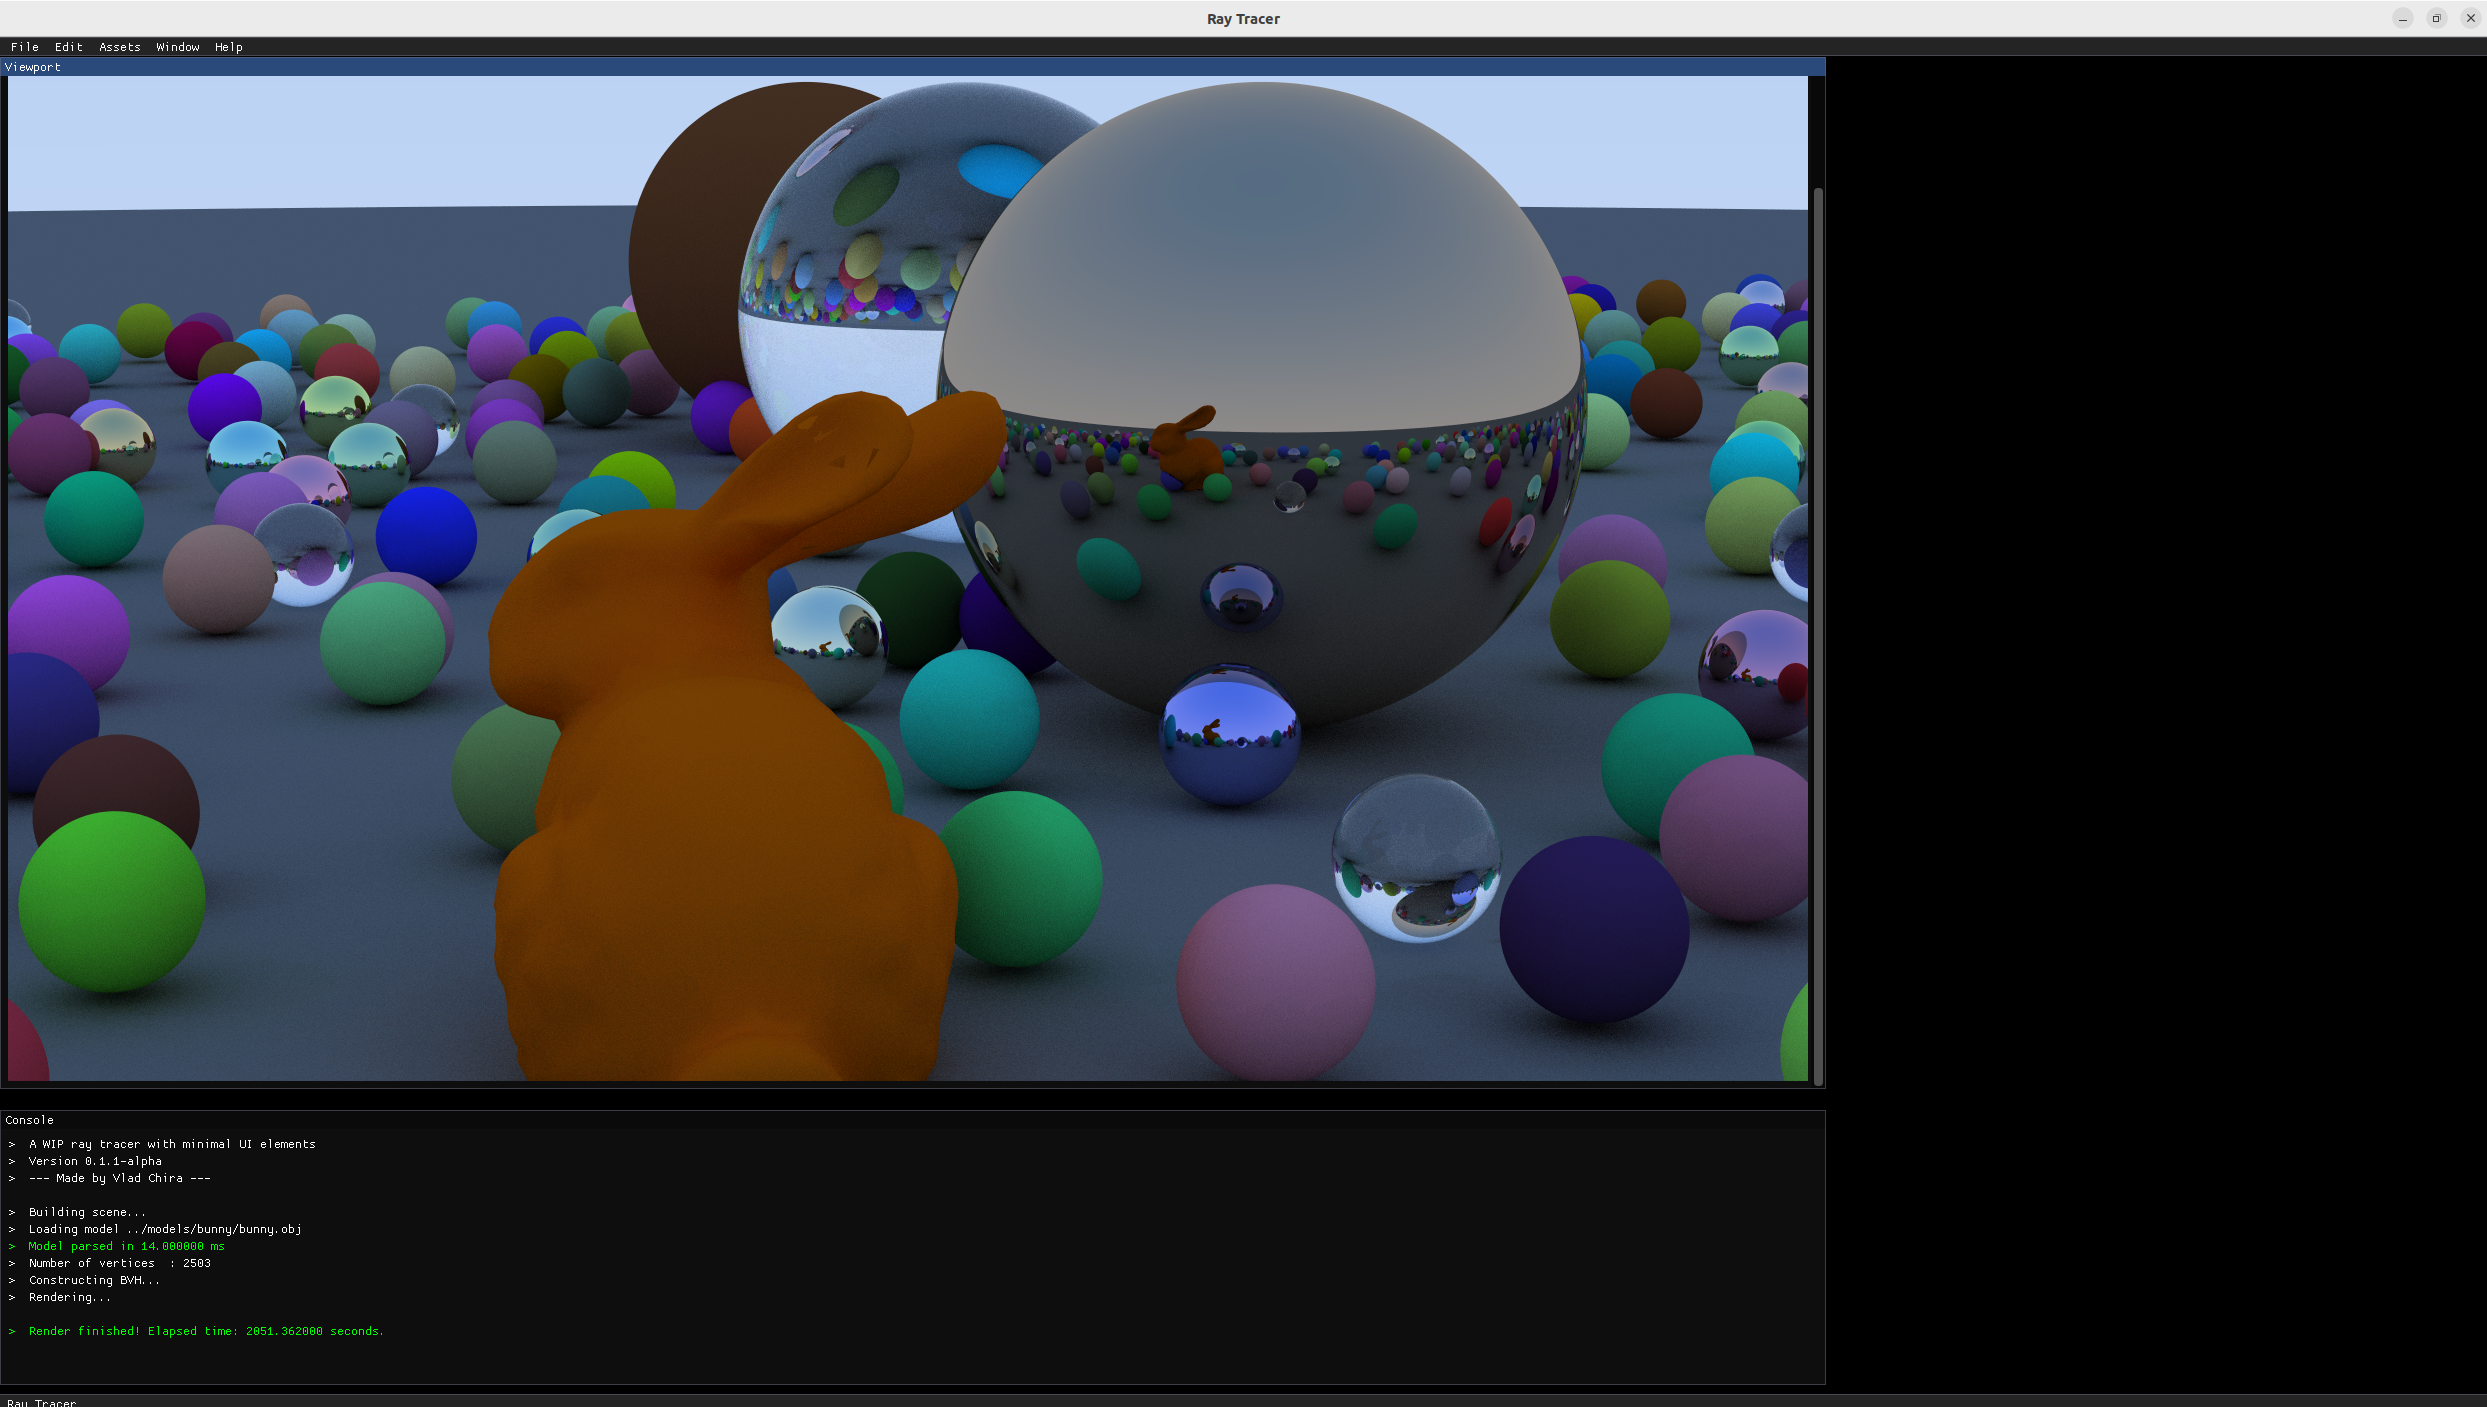 Ray Tracer
File Edit Assets Window Help
Viewport
Console
> A WIP ray tracer with minimal UI elements
> Version 0.1.1-alpha
> --- Made by Vlad Chira ---
> Building scene...
> Loading model ../models/bunny/bunny.obj
> Model parsed in 14.000000 ms
> Number of vertices : 2503
> Constructing BVH...
> Rendering...
> Render finished! Elapsed time: 2051.362000 seconds.
Ray Tracer